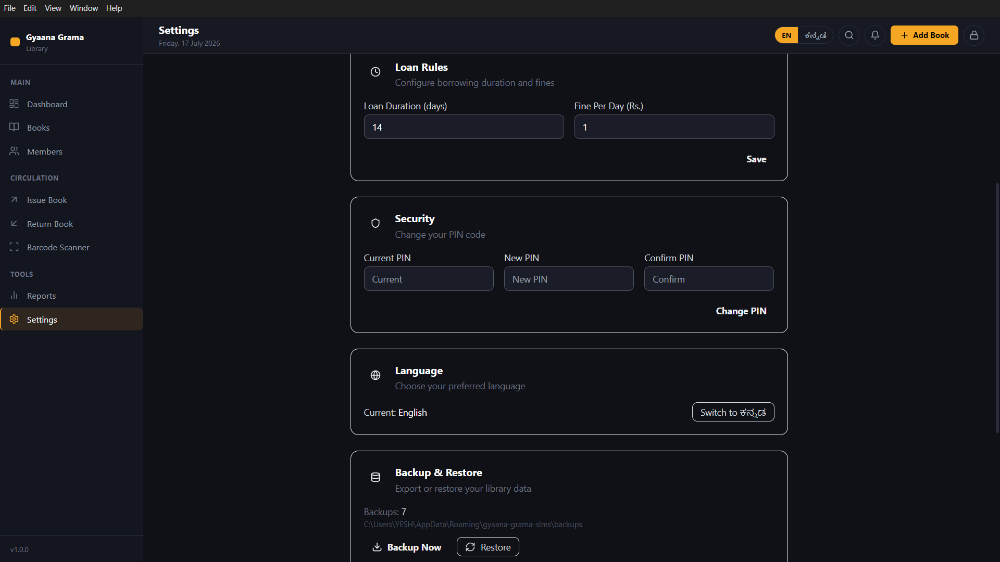 File Edit View Window Help
Gyaana Grama
Library
MAIN
Dashboard
Books
Members
CIRCULATION
Issue Book
Return Book
Barcode Scanner
TOOLS
Reports
Settings
v1.0.0
Settings
Friday, 17 July 2026
EN ಕನ್ನಡ
Add Book
Loan Rules
Configure borrowing duration and fines
Loan Duration (days) Fine Per Day (Rs.)
14 1
Save
Security
Change your PIN code
Current PIN New PIN Confirm PIN
Current New PIN Confirm
Change PIN
Language
Choose your preferred language
Current: English Switch to ಕನ್ನಡ
Backup & Restore
Export or restore your library data
Backups: 7
C:\Users\YESH\AppData\Roaming\gyaana-grama-slms\backups
Backup Now Restore